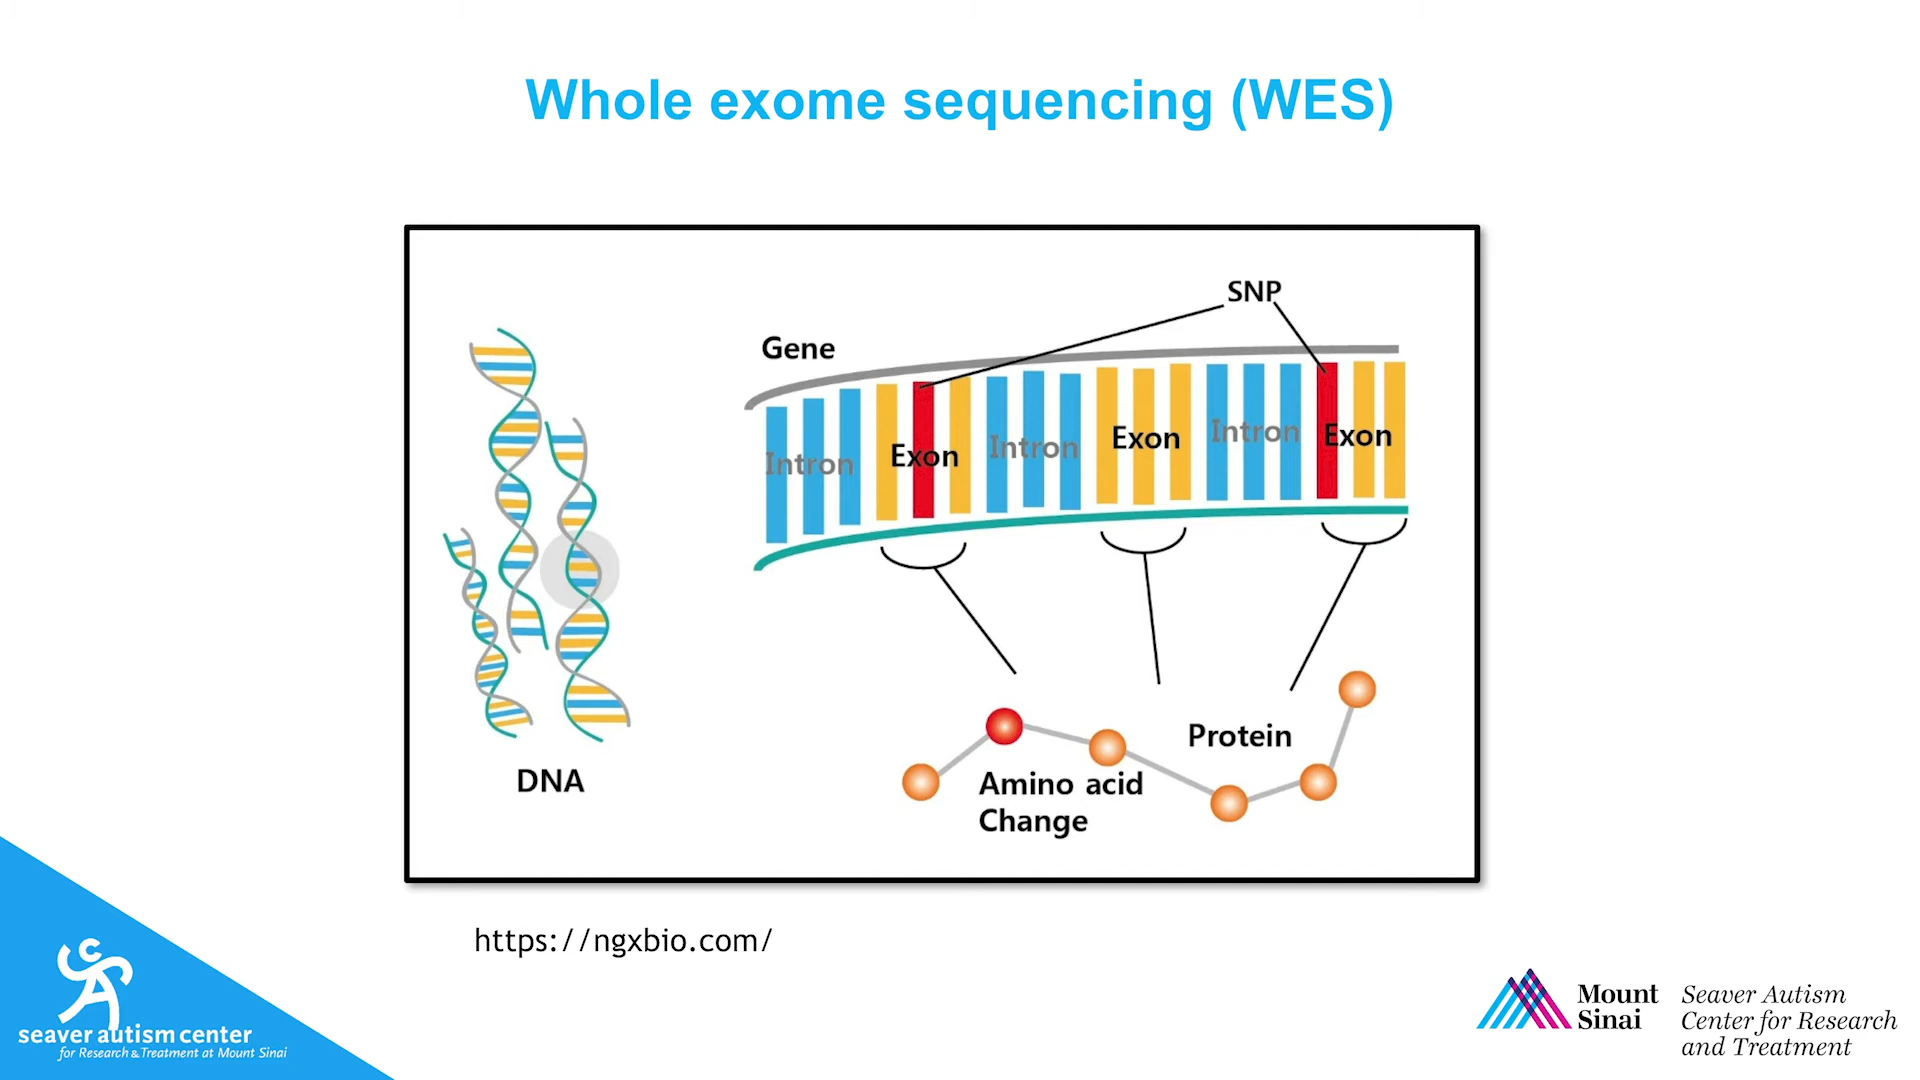 Whole exome sequencing (WES)
SNP
Gene
Intron
Exon
Intron
Exon
Intron
Exon
DNA
Protein
Amino acid
Change
https://ngxbio.com/
seaver autism center
for Research & Treatment at Mount Sinai
Mount
Sinai
Seaver Autism
Center for Research
and Treatment